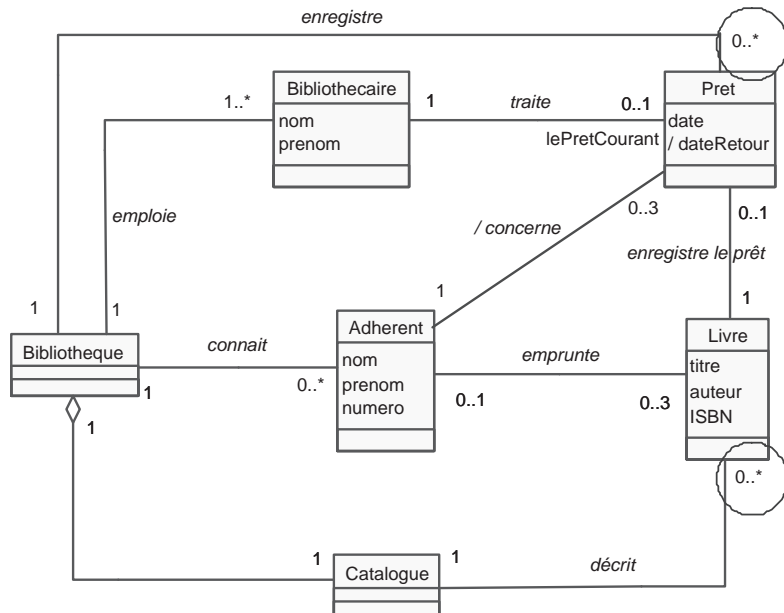 enregistre
0..*
Bibliothecaire
nom
prenom
1..*
1
traite
0..1
lePretCourant
Pret
date
/ dateRetour
emploie
/ concerne
0..3
0..1
enregistre le prêt
1
1
1
1
Bibliotheque
connait
1
0..*
Adherent
nom
prenom
numero
emprunte
0..1
0..3
Livre
titre
auteur
ISBN
1
0..*
1
Catalogue
1
décrit